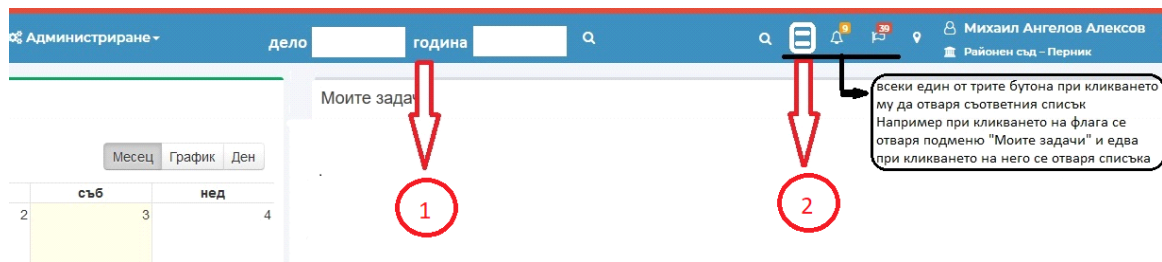 Администриране
дело
година
9
39
Михаил Ангелов Алексов
Районен съд – Перник
Моите задач
всеки един от трите бутона при кликването
му да отваря съответния списък
Например при кликването на флага се
отваря подменю "Моите задачи" и едва
при кликването на него се отваря списъка
Месец График Ден
съб нед
2 3 4
1
2